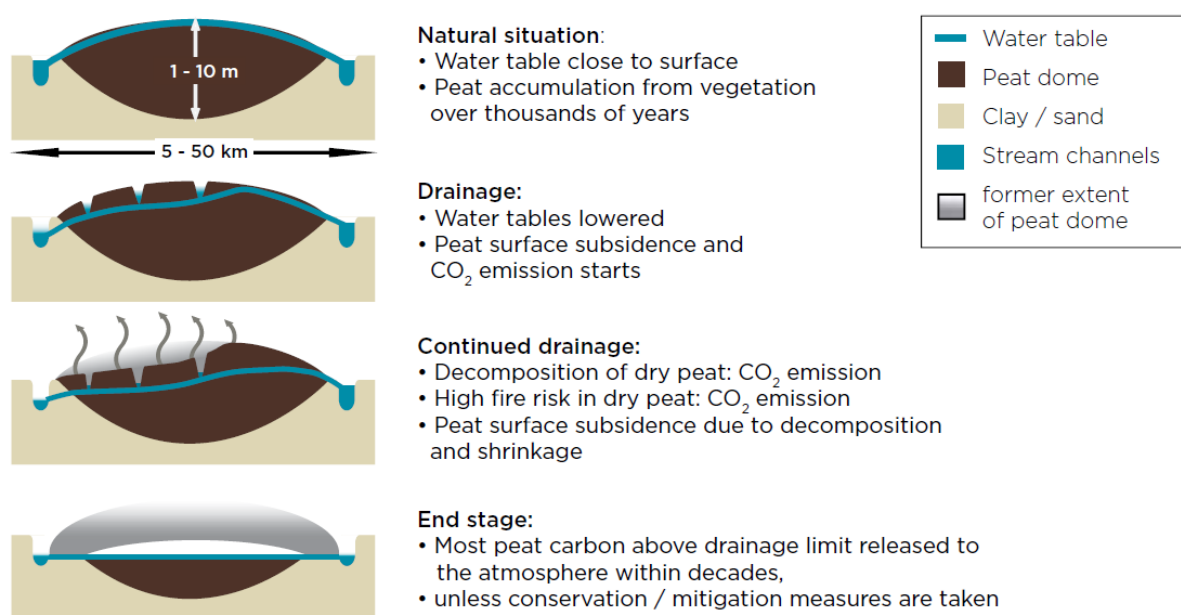 Natural situation:
• Water table close to surface
• Peat accumulation from vegetation
over thousands of years
1 - 10 m
5 - 50 km
Drainage:
• Water tables lowered
• Peat surface subsidence and
CO₂ emission starts
Continued drainage:
• Decomposition of dry peat: CO₂ emission
• High fire risk in dry peat: CO₂ emission
• Peat surface subsidence due to decomposition
and shrinkage
End stage:
• Most peat carbon above drainage limit released to
the atmosphere within decades,
• unless conservation / mitigation measures are taken
Water table
Peat dome
Clay / sand
Stream channels
former extent
of peat dome